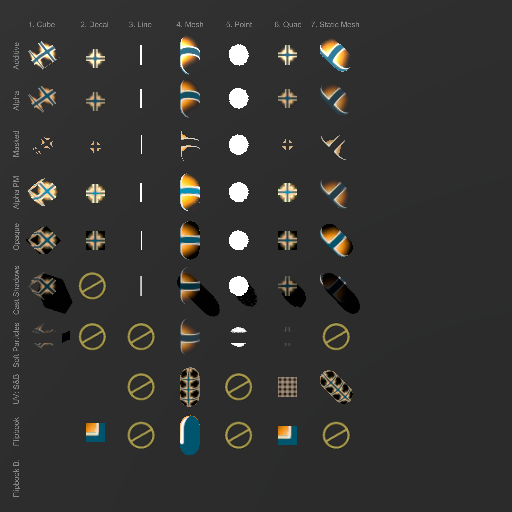 1. Cube 2. Decal 3. Line 4. Mesh 5. Point 6. Quad 7. Static Mesh
Additive
Alpha
Masked
Alpha PM
Opaque
Cast Shadows
Soft Particles
UV: S&B
Flipbook
Flipbook B.